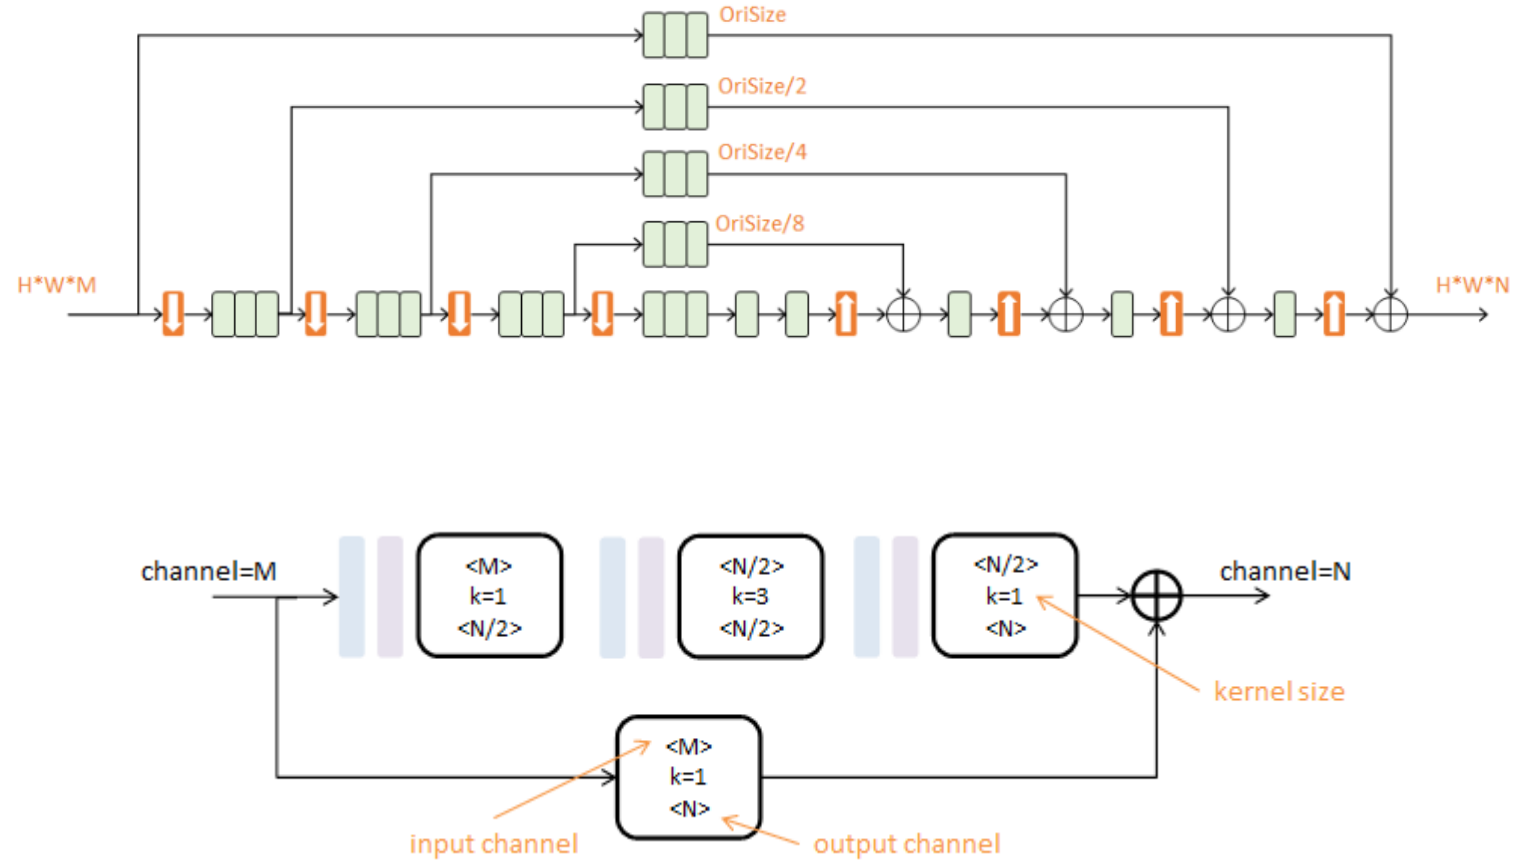 OriSize
OriSize/2
OriSize/4
OriSize/8
H*W*M
H*W*N
channel=M
<M>
k=1
<N/2>
<N/2>
k=3
<N/2>
<N/2>
k=1
<N>
channel=N
kernel size
<M>
k=1
<N>
input channel
output channel